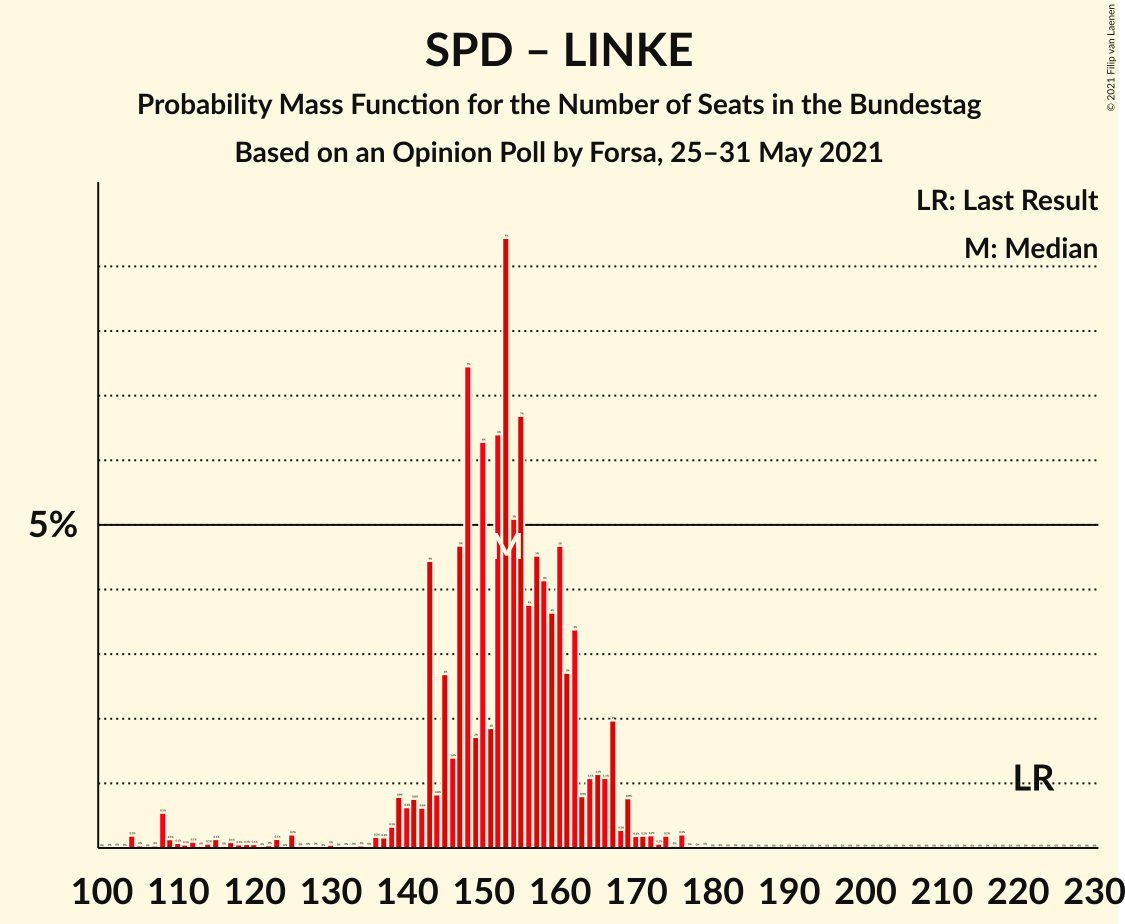 SPD – LINKE
Probability Mass Function for the Number of Seats in the Bundestag
Based on an Opinion Poll by Forsa, 25–31 May 2021
© 2021 Filip van Laenen
LR: Last Result
M: Median
5%
M
LR
100 110 120 130 140 150 160 170 180 190 200 210 220 230